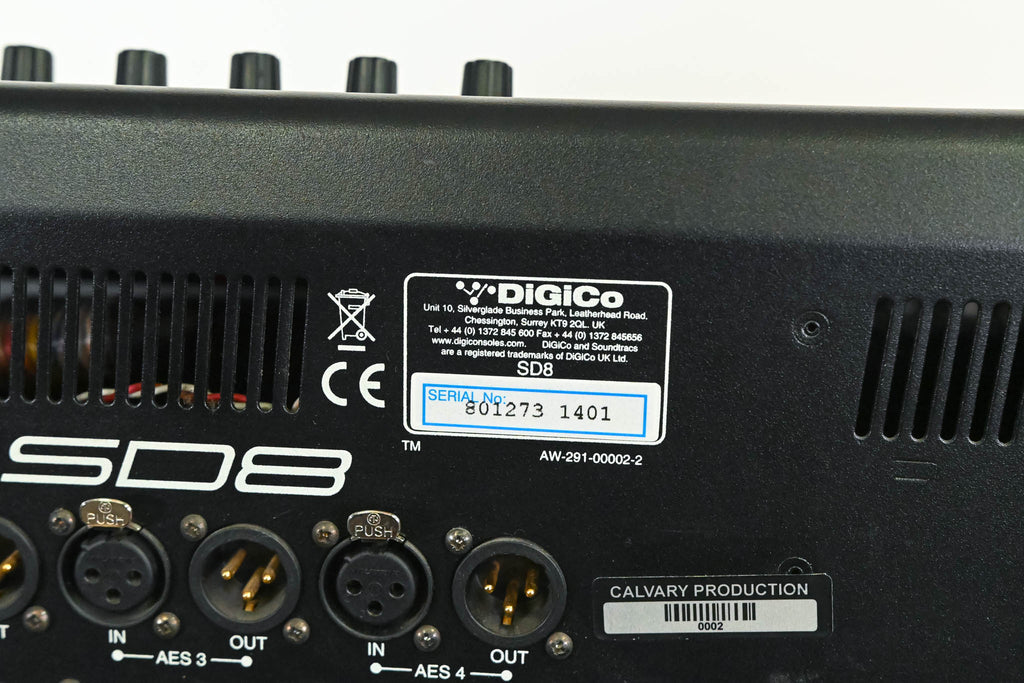 DiGiCo
Unit 10, Silverglade Business Park, Leatherhead Road.
Chessington, Surrey KT9 2QL. UK
Tel + 44 (0) 1372 845 600 Fax + 44 (0) 1372 845656
www.digiconsoles.com. DiGiCo and Soundtracs
are a registered trademarks of DiGiCo UK Ltd.
SD8
SERIAL No:
801273 1401
CE
TM
AW-291-00002-2
SD8
PUSH
PUSH
CALVARY PRODUCTION
0002
T
IN
OUT
IN
OUT
AES 3
AES 4